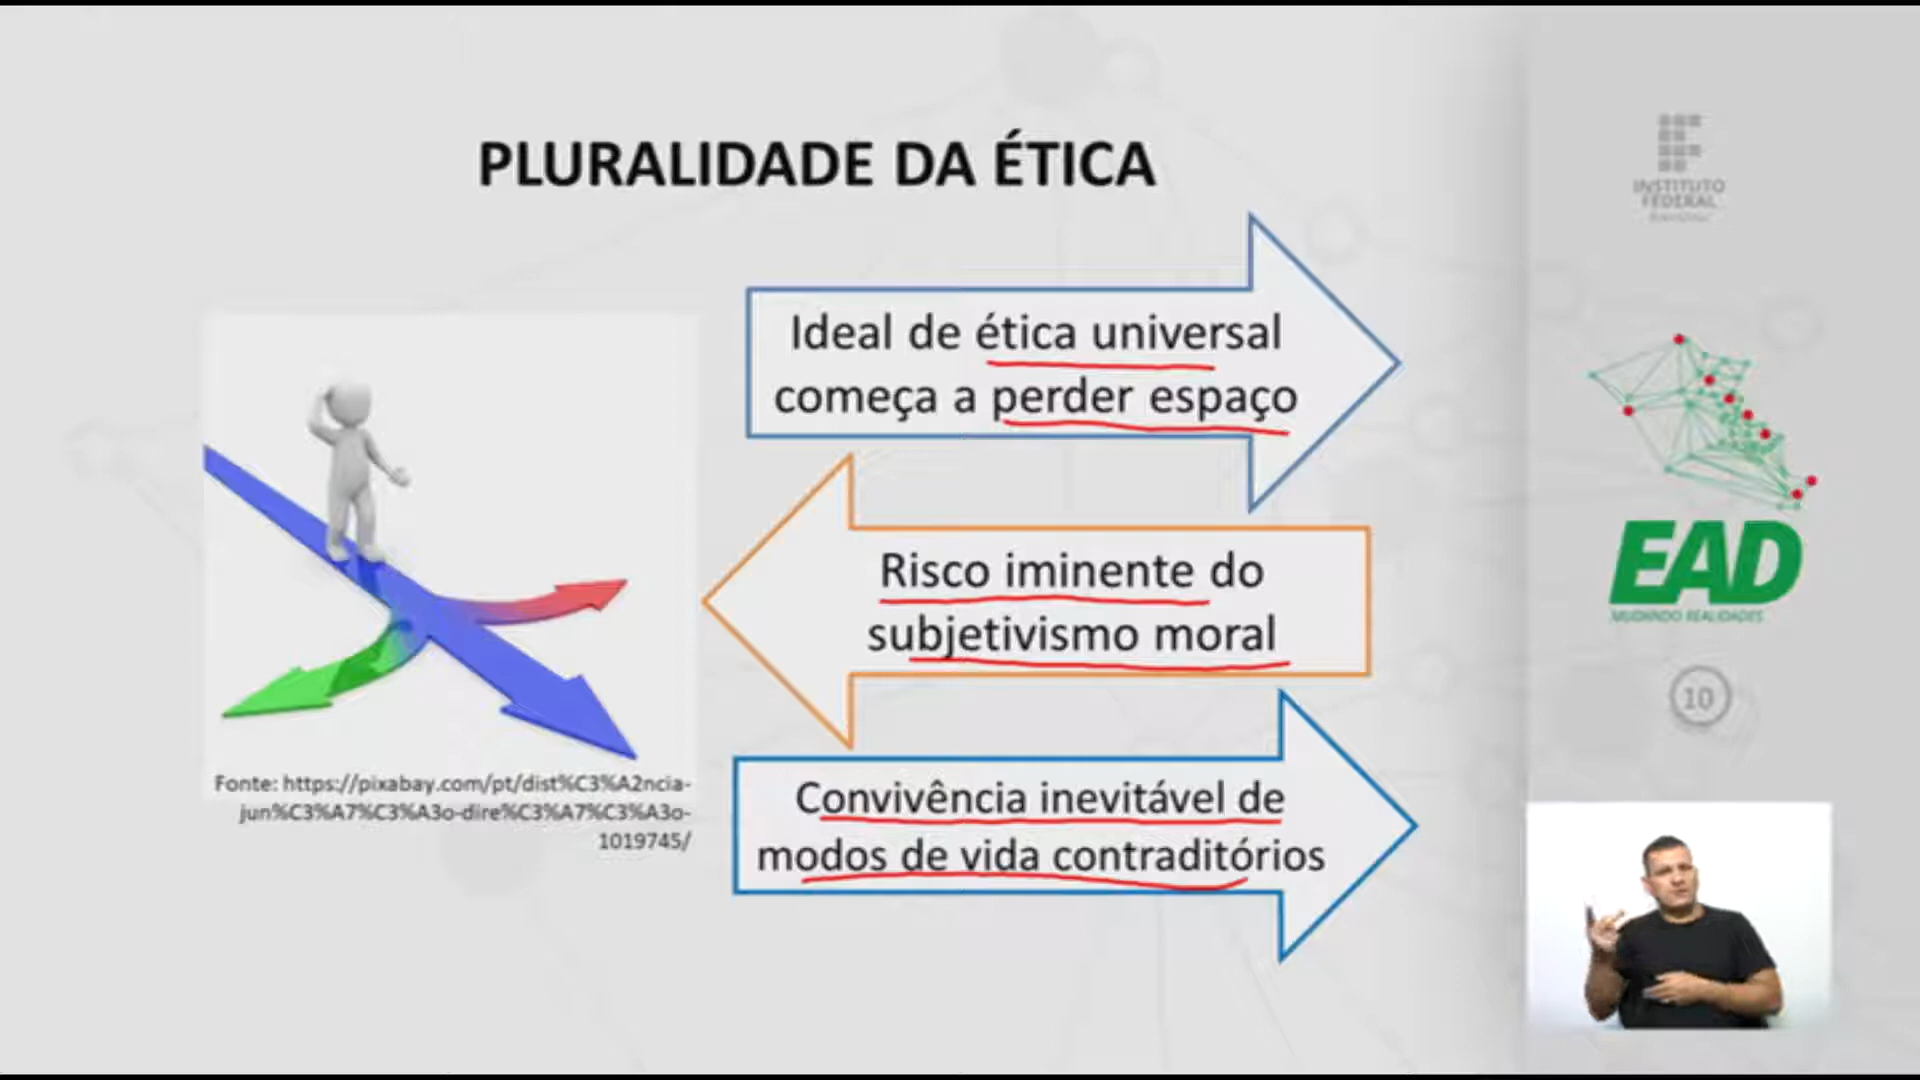 PLURALIDADE DA ÉTICA
Ideal de ética universal
começa a perder espaço
Risco iminente do
subjetivismo moral
Convivência inevitável de
modos de vida contraditórios
Fonte: https://pixabay.com/pt/dist%C3%A2ncia-
jun%C3%A7%C3%A3o-dire%C3%A7%C3%A3o-
1019745/
INSTITUTO
FEDERAL
EAD
MUDANDO REALIDADES
10